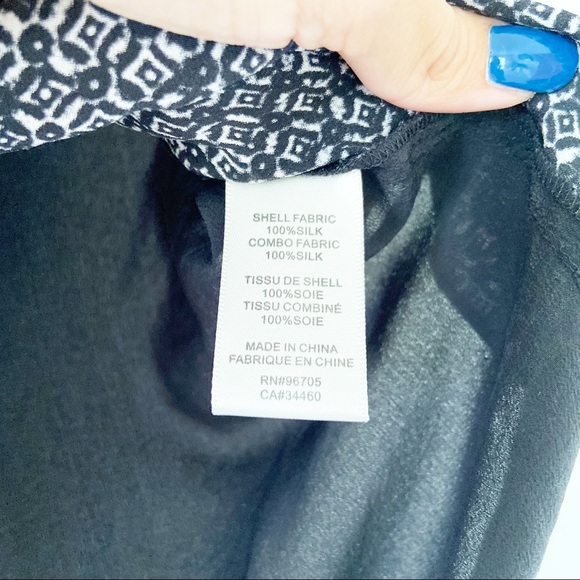 SHELL FABRIC
100%SILK
COMBO FABRIC
100%SILK
TISSU DE SHELL
100%SOIE
TISSU COMBINÉ
100%SOIE
MADE IN CHINA
FABRIQUE EN CHINE
RN#96705
CA#34460